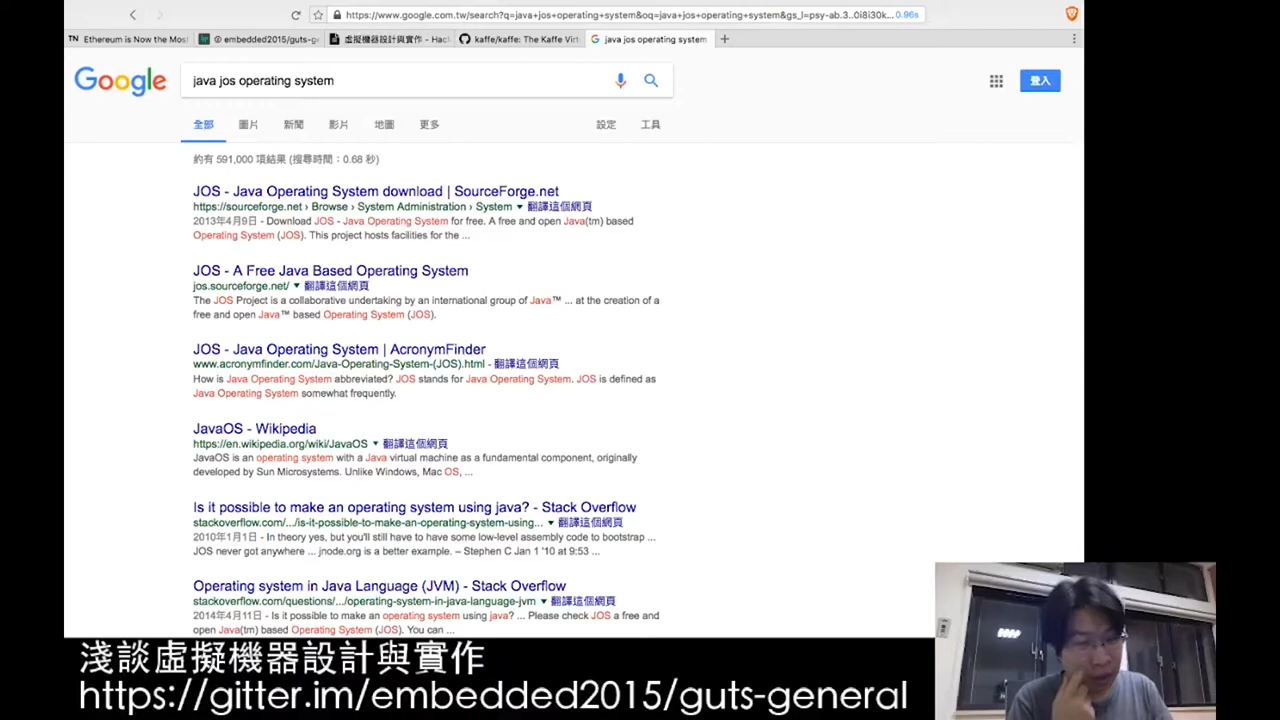 https://www.google.com.tw/search?q=java+jos+operating+system&oq=java+jos+operating+system&gs_l=psy-ab.3..0i8i30k... 0.96s
TN Ethereum is Now the Most
embedded2015/guts-ge
虛擬機器設計與實作 - Hac
kaffe/kaffe: The Kaffe Virt
java jos operating system
Google
java jos operating system
登入
全部 圖片 新聞 影片 地圖 更多 設定 工具
約有 591,000 項結果 (搜尋時間：0.68 秒)
JOS - Java Operating System download | SourceForge.net
https://sourceforge.net › Browse › System Administration › System 翻譯這個網頁
2013年4月9日 - Download JOS - Java Operating System for free. A free and open Java(tm) based
Operating System (JOS). This project hosts facilities for the ...
JOS - A Free Java Based Operating System
jos.sourceforge.net/ 翻譯這個網頁
The JOS Project is a collaborative undertaking by an international group of Java™ ... at the creation of a
free and open Java™ based Operating System (JOS).
JOS - Java Operating System | AcronymFinder
www.acronymfinder.com/Java-Operating-System-(JOS).html - 翻譯這個網頁
How is Java Operating System abbreviated? JOS stands for Java Operating System. JOS is defined as
Java Operating System somewhat frequently.
JavaOS - Wikipedia
https://en.wikipedia.org/wiki/JavaOS 翻譯這個網頁
JavaOS is an operating system with a Java virtual machine as a fundamental component, originally
developed by Sun Microsystems. Unlike Windows, Mac OS, ...
Is it possible to make an operating system using java? - Stack Overflow
stackoverflow.com/.../is-it-possible-to-make-an-operating-system-using... 翻譯這個網頁
2010年1月1日 - In theory yes, but you'll still have to have some low-level assembly code to bootstrap ...
JOS never got anywhere ... jnode.org is a better example. – Stephen C Jan 1 '10 at 9:53 ...
Operating system in Java Language (JVM) - Stack Overflow
stackoverflow.com/questions/.../operating-system-in-java-language-jvm 翻譯這個網頁
2014年4月11日 - Is it possible to make an operating system using java? ... Please check JOS a free and
open Java(tm) based Operating System (JOS). You can ...
淺談虛擬機器設計與實作
https://gitter.im/embedded2015/guts-general